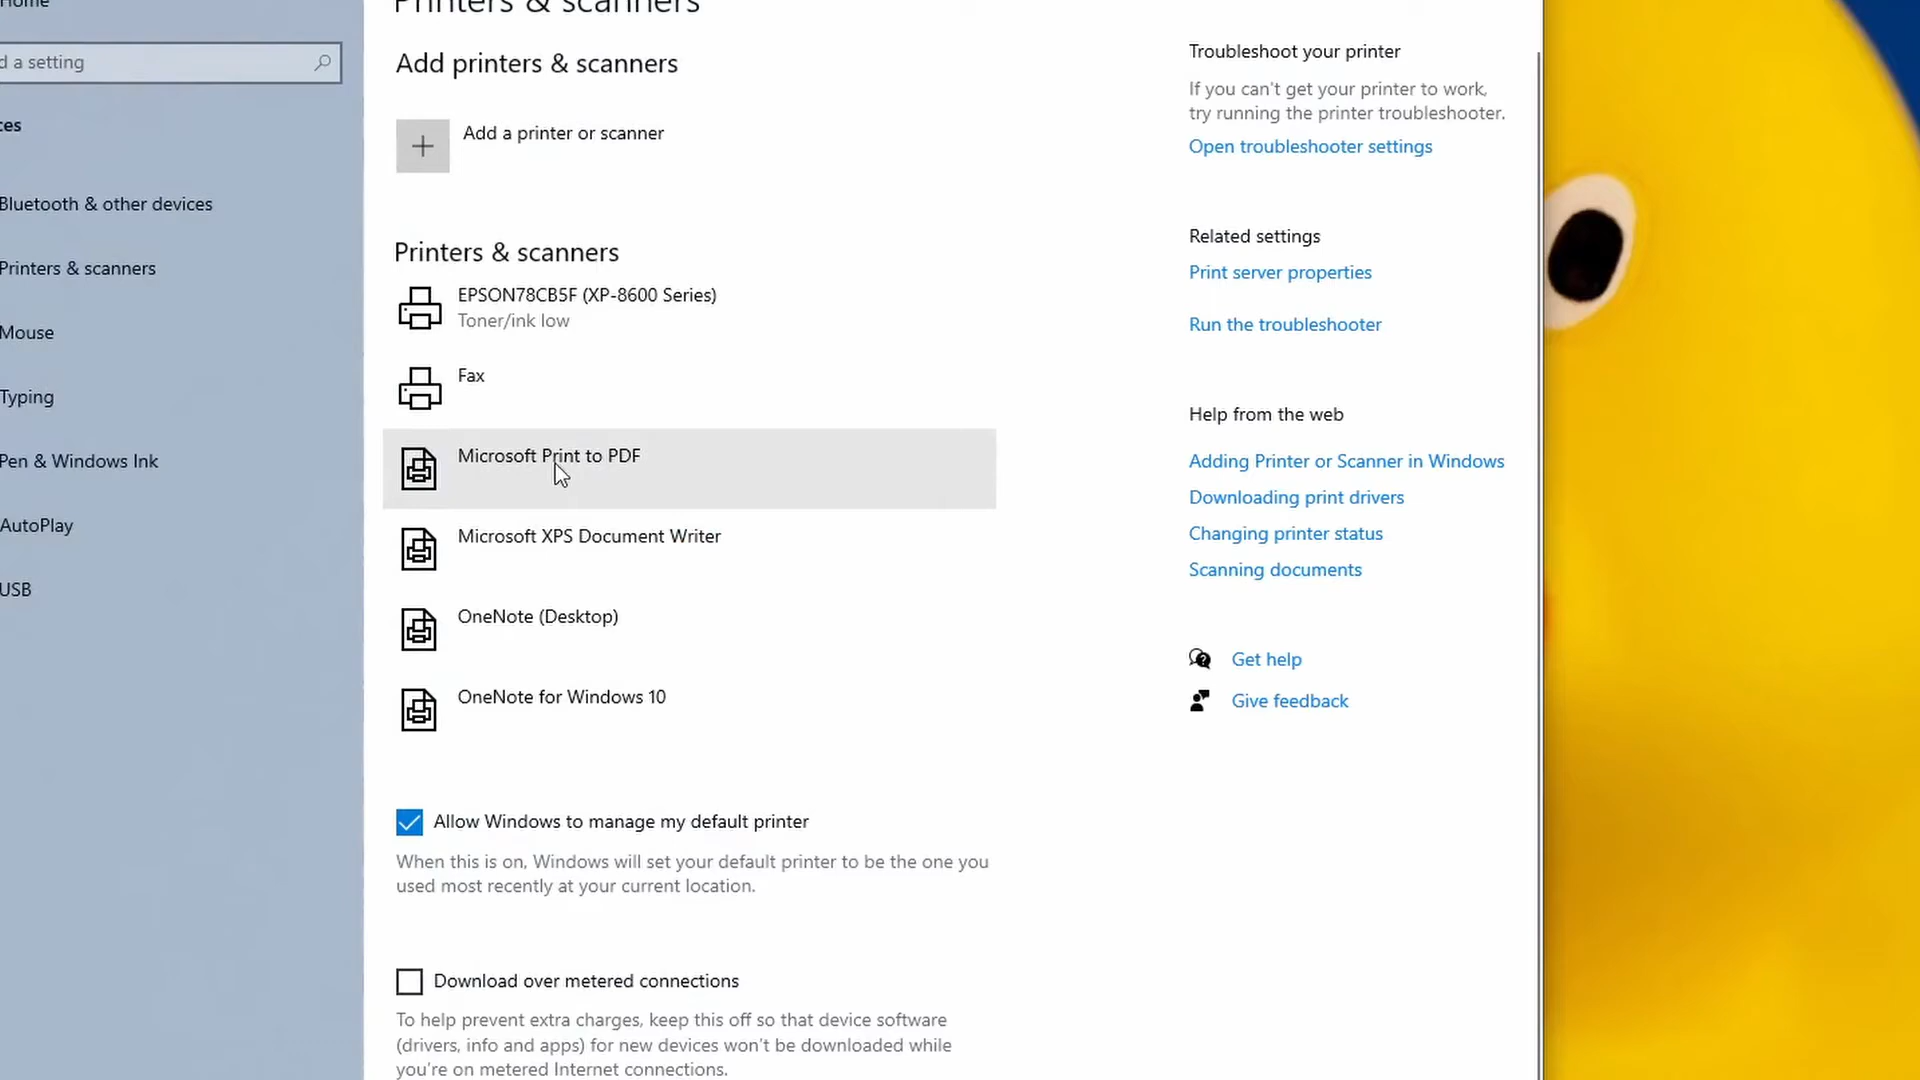 Home
d a setting
ces
Bluetooth & other devices
Printers & scanners
Mouse
Typing
Pen & Windows Ink
AutoPlay
USB
Printers & scanners
Add printers & scanners
Add a printer or scanner
Printers & scanners
EPSON78CB5F (XP-8600 Series)
Toner/ink low
Fax
Microsoft Print to PDF
Microsoft XPS Document Writer
OneNote (Desktop)
OneNote for Windows 10
Allow Windows to manage my default printer
When this is on, Windows will set your default printer to be the one you
used most recently at your current location.
Download over metered connections
To help prevent extra charges, keep this off so that device software
(drivers, info and apps) for new devices won't be downloaded while
you're on metered Internet connections.
Troubleshoot your printer
If you can't get your printer to work,
try running the printer troubleshooter.
Open troubleshooter settings
Related settings
Print server properties
Run the troubleshooter
Help from the web
Adding Printer or Scanner in Windows
Downloading print drivers
Changing printer status
Scanning documents
Get help
Give feedback